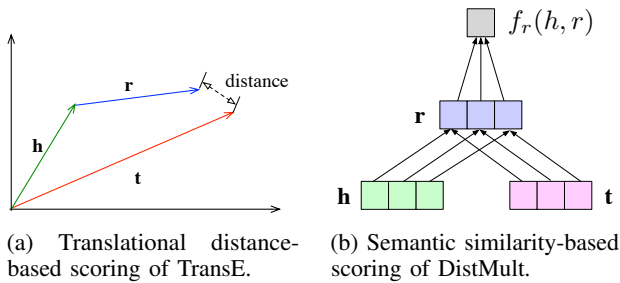 r
distance
h
t
(a) Translational distance-
based scoring of TransE.
f_r(h, r)
r
h
t
(b) Semantic similarity-based
scoring of DistMult.